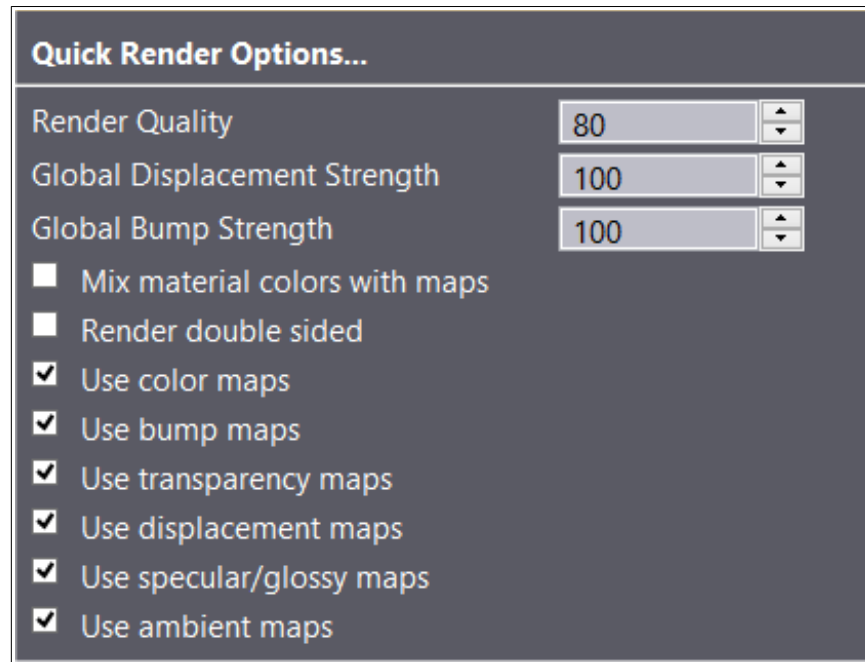 Quick Render Options...
Render Quality 80
Global Displacement Strength 100
Global Bump Strength 100
Mix material colors with maps
Render double sided
Use color maps
Use bump maps
Use transparency maps
Use displacement maps
Use specular/glossy maps
Use ambient maps